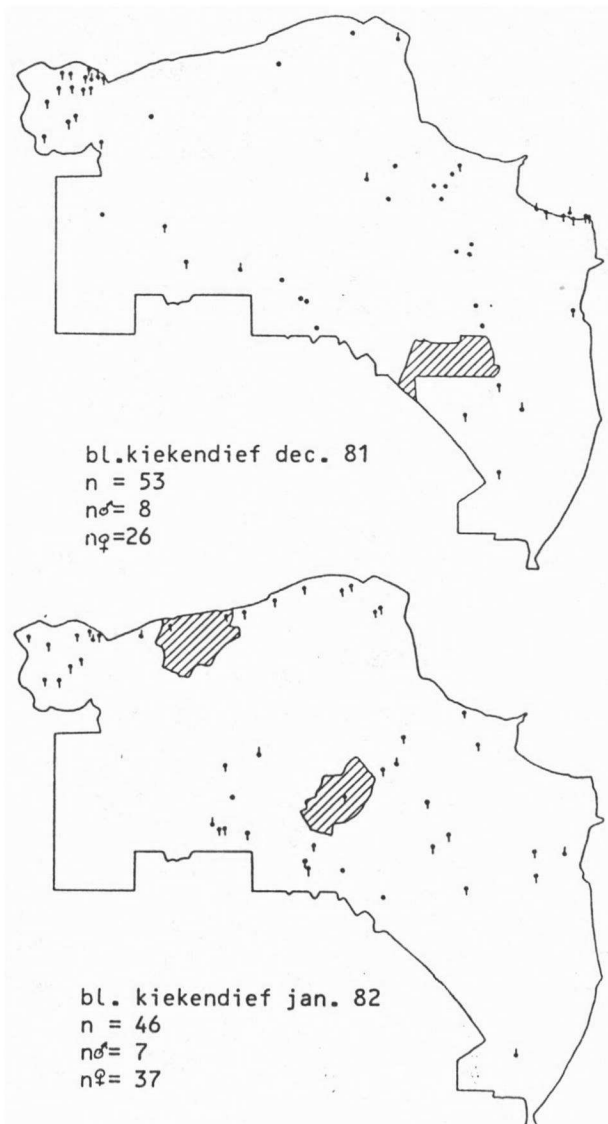 bl.kiekendief dec. 81
n = 53
n♂= 8
n♀=26
bl. kiekendief jan. 82
n = 46
n♂= 7
n♀= 37